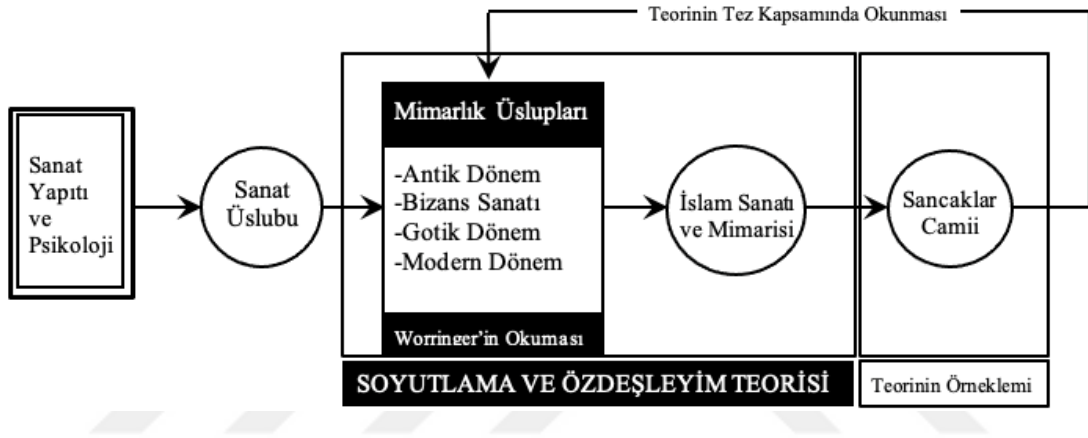 Teorinin Tez Kapsamında Okunması
Sanat
Yapıtı
ve
Psikoloji
Sanat
Üslubu
Mimarlık Üslupları
-Antik Dönem
-Bizans Sanatı
-Gotik Dönem
-Modern Dönem
Worringer’in Okuması
İslam Sanatı
ve Mimarisi
Sancaklar
Camii
SOYUTLAMA VE ÖZDEŞLEYİM TEORİSİ
Teorinin Örneklemi